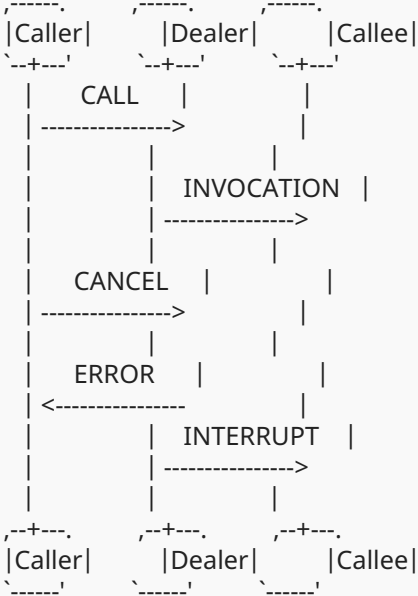 ,------.          ,------.          ,------.
|Caller|          |Dealer|          |Callee|
`--+---'          `--+---'          `--+---'
   |       CALL      |                 |
   | ---------------->                 |
   |                 |                 |
   |                 |    INVOCATION   |
   |                 | ---------------->
   |                 |                 |
   |      CANCEL     |                 |
   | ---------------->                 |
   |                 |                 |
   |      ERROR      |                 |
   | <----------------                 |
   |                 |    INTERRUPT    |
   |                 | ---------------->
   |                 |                 |
,--+---.          ,--+---.          ,--+---.
|Caller|          |Dealer|          |Callee|
`------'          `------'          `------'